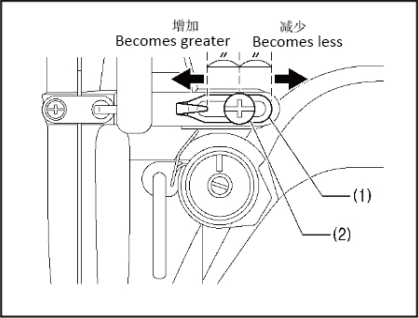 增加 减少
Becomes greater Becomes less
〃 〃
(1)
(2)